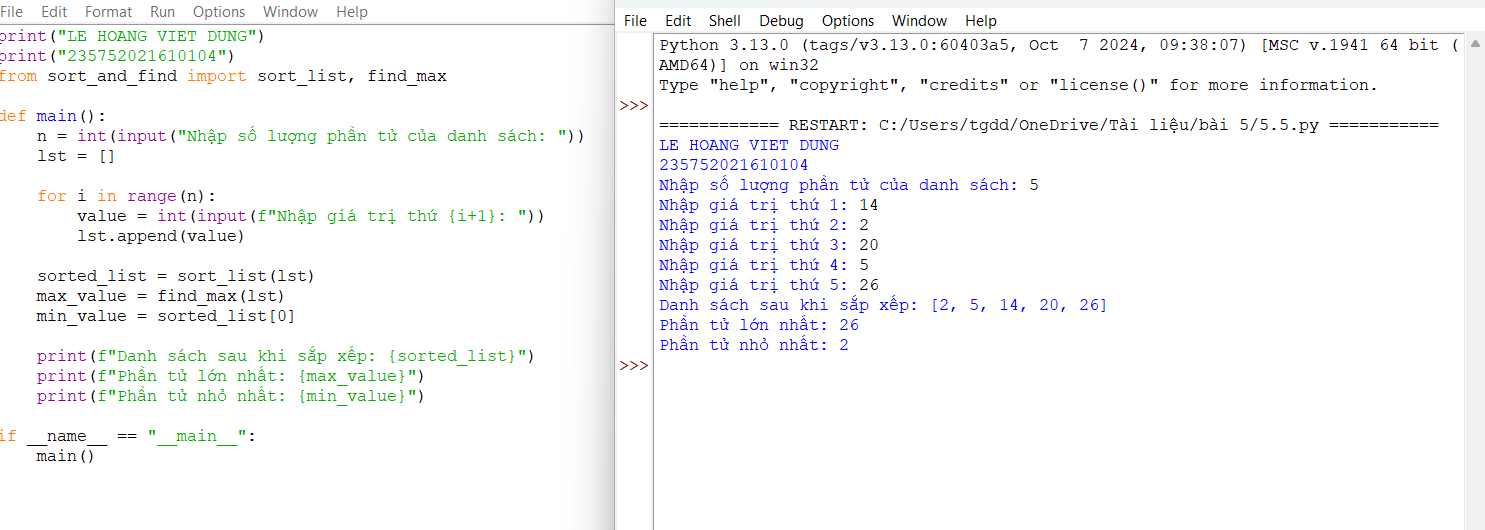 File Edit Format Run Options Window Help
print("LE HOANG VIET DUNG")
print("235752021610104")
from sort_and_find import sort_list, find_max
def main():
    n = int(input("Nhập số lượng phần tử của danh sách: "))
    lst = []
    for i in range(n):
        value = int(input(f"Nhập giá trị thứ {i+1}: "))
        lst.append(value)
    sorted_list = sort_list(lst)
    max_value = find_max(lst)
    min_value = sorted_list[0]
    print(f"Danh sách sau khi sắp xếp: {sorted_list}")
    print(f"Phần tử lớn nhất: {max_value}")
    print(f"Phần tử nhỏ nhất: {min_value}")
if __name__ == "__main__":
    main()
File Edit Shell Debug Options Window Help
Python 3.13.0 (tags/v3.13.0:60403a5, Oct  7 2024, 09:38:07) [MSC v.1941 64 bit (
AMD64)] on win32
Type "help", "copyright", "credits" or "license()" for more information.
>>>
============ RESTART: C:/Users/tgdd/OneDrive/Tài liệu/bài 5/5.5.py ===========
LE HOANG VIET DUNG
235752021610104
Nhập số lượng phần tử của danh sách: 5
Nhập giá trị thứ 1: 14
Nhập giá trị thứ 2: 2
Nhập giá trị thứ 3: 20
Nhập giá trị thứ 4: 5
Nhập giá trị thứ 5: 26
Danh sách sau khi sắp xếp: [2, 5, 14, 20, 26]
Phần tử lớn nhất: 26
Phần tử nhỏ nhất: 2
>>>